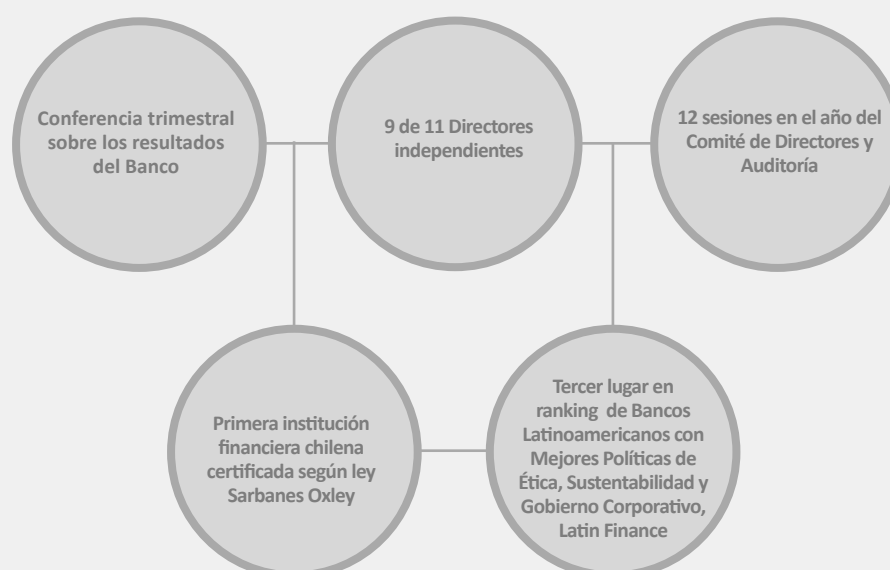 Conferencia trimestral
sobre los resultados
del Banco
9 de 11 Directores
independientes
12 sesiones en el año del
Comité de Directores y
Auditoría
Primera institución
financiera chilena
certificada según ley
Sarbanes Oxley
Tercer lugar en
ranking de Bancos
Latinoamericanos con
Mejores Políticas de
Ética, Sustentabilidad y
Gobierno Corporativo,
Latin Finance